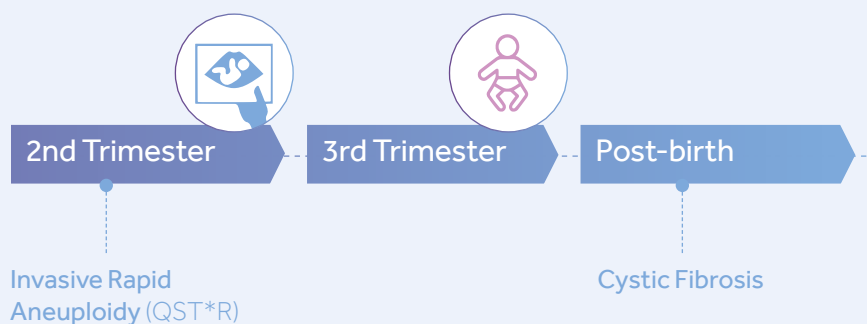 2nd Trimester
3rd Trimester
Post-birth
Invasive Rapid
Aneuploidy (QST*R)
Cystic Fibrosis